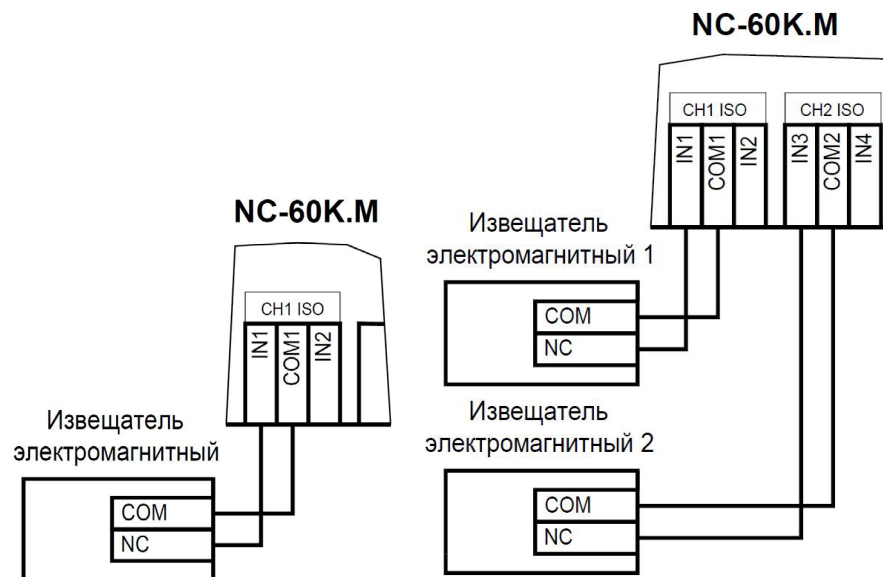 NC-60K.M
CH1 ISO
IN1
COM1
IN2
Извещатель
электромагнитный
COM
NC
NC-60K.M
CH1 ISO
CH2 ISO
IN1
COM1
IN2
IN3
COM2
IN4
Извещатель
электромагнитный 1
COM
NC
Извещатель
электромагнитный 2
COM
NC